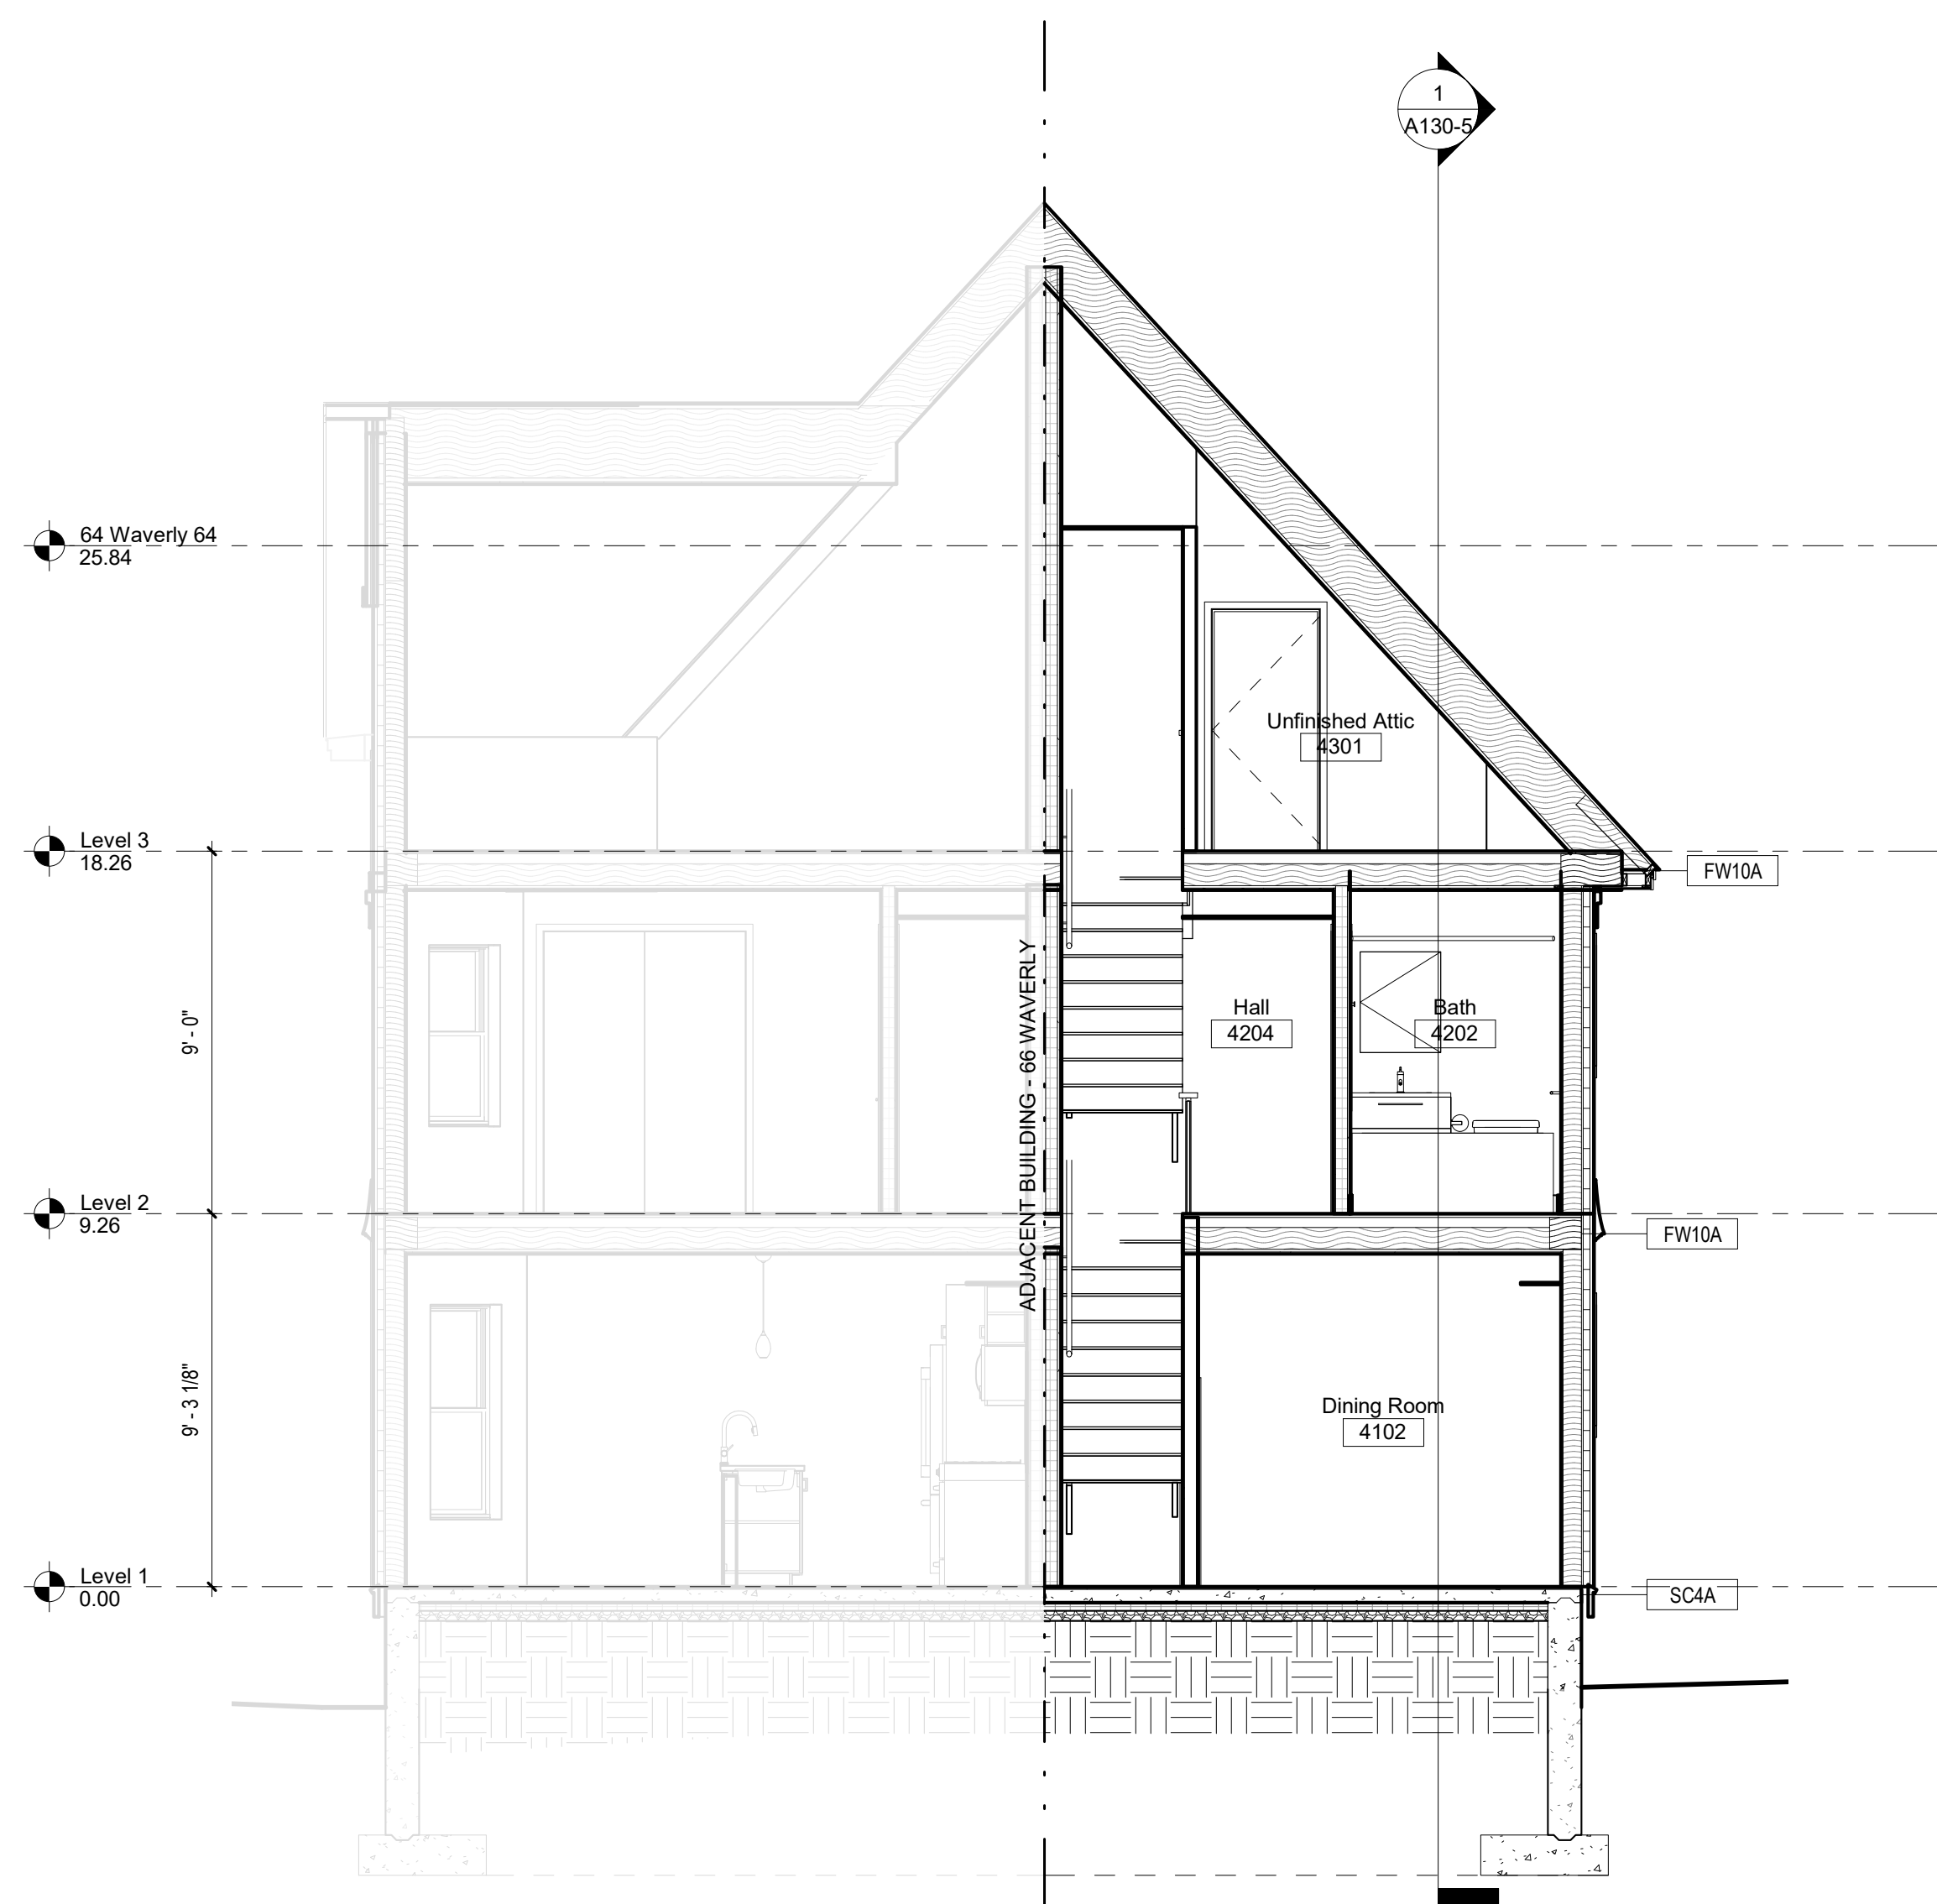 1
A130-5
64 Waverly 64
25.84
Unfinished Attic
4301
Level 3
18.26
FW10A
9' - 0"
ADJACENT BUILDING - 66 WAVERLY
Hall
4204
Bath
4202
Level 2
9.26
FW10A
9' - 3 1/8"
Dining Room
4102
Level 1
0.00
SC4A